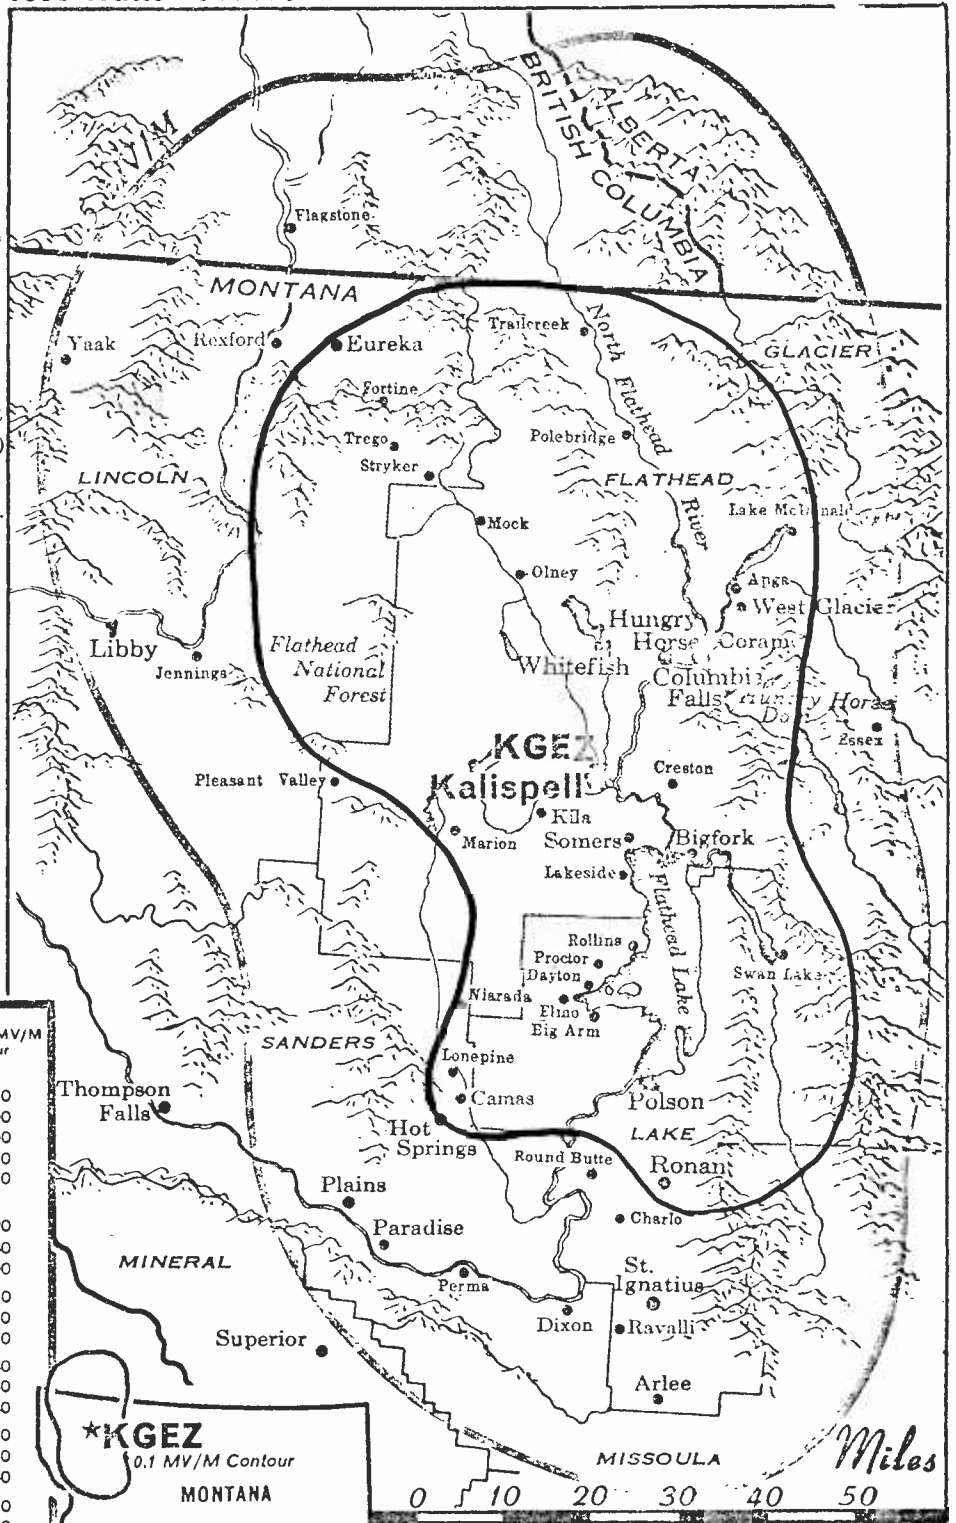 V/M
BRITISH COLUMBIA
ALBERTA
Flagstone
MONTANA
Yaak
Rexford
Eureka
Trailcreek
GLACIER
North Flathead River
Fortine
Trego
Polebridge
Stryker
LINCOLN
FLATHEAD
Mock
Olney
Apga
West Glacier
Libby
Jennings
Flathead
National
Forest
Hungry
Horse
Coram
Whitefish
Columbia
Falls
Essex
KGEZ
Kalispell
Pleasant Valley
Creston
Kila
Marion
Somers
Bigfork
Lakeside
Flathead Lake
Rollins
Proctor
Dayton
Swan Lake
Niarada
Elmo
Big Arm
SANDERS
MV/M
Lonepine
Thompson
Falls
Camas
Polson
Hot
Springs
LAKE
Round Butte
Ronan
Plains
Charlo
Paradise
MINERAL
Perma
St.
Ignatius
Dixon
Ravalli
Superior
Arlee
KGEZ
0.1 MV/M Contour
MONTANA
MISSOULA
Miles
0 10 20 30 40 50